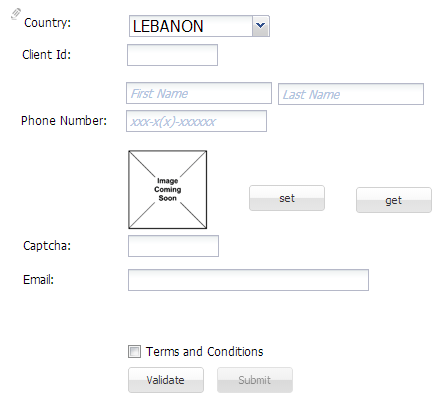 Country: LEBANON
Client Id:
First Name Last Name
Phone Number: xxx-x(x)-xxxxxx
Image
Coming
Soon
set get
Captcha:
Email:
Terms and Conditions
Validate Submit